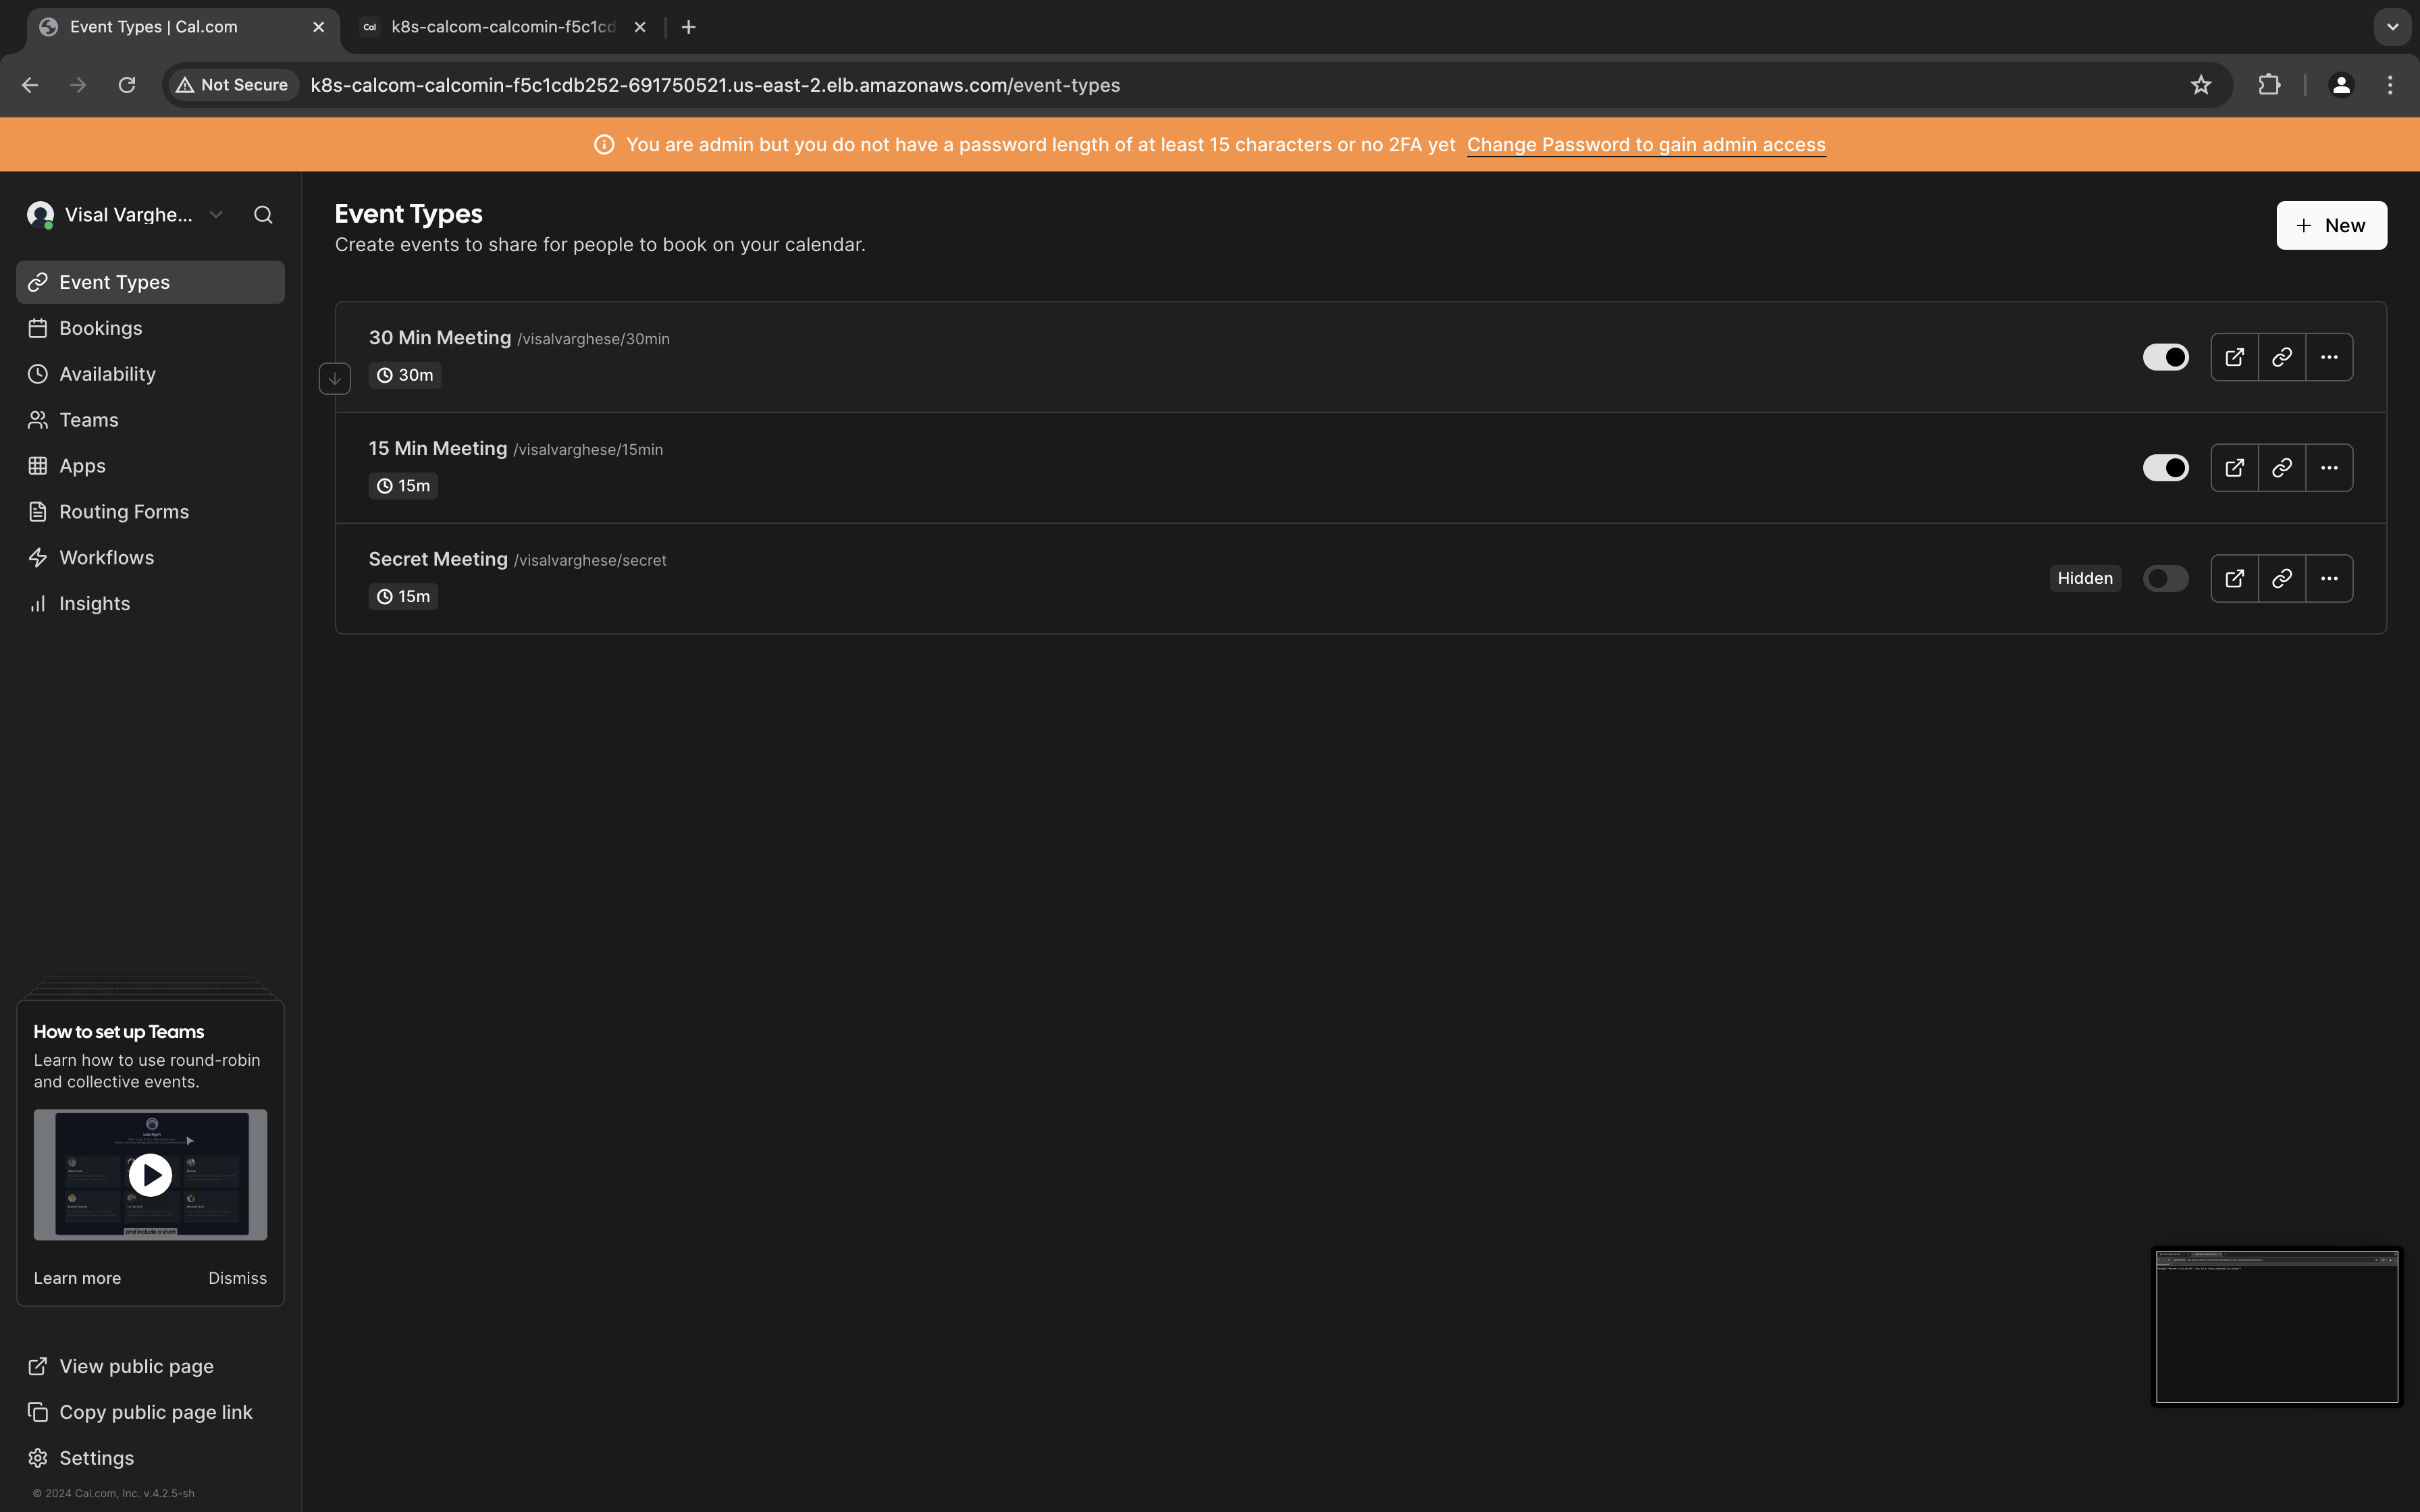 Event Types | Cal.com
Cal k8s-calcom-calcomin-f5c1cd
Not Secure k8s-calcom-calcomin-f5c1cdb252-691750521.us-east-2.elb.amazonaws.com/event-types
You are admin but you do not have a password length of at least 15 characters or no 2FA yet Change Password to gain admin access
Visal Varghe...
Event Types
Bookings
Availability
Teams
Apps
Routing Forms
Workflows
Insights
Event Types
Create events to share for people to book on your calendar.
New
30 Min Meeting /visalvarghese/30min
30m
15 Min Meeting /visalvarghese/15min
15m
Secret Meeting /visalvarghese/secret
15m
Hidden
How to set up Teams
Learn how to use round-robin
and collective events.
and include a short
Learn more Dismiss
View public page
Copy public page link
Settings
© 2024 Cal.com, Inc. v.4.2.5-sh